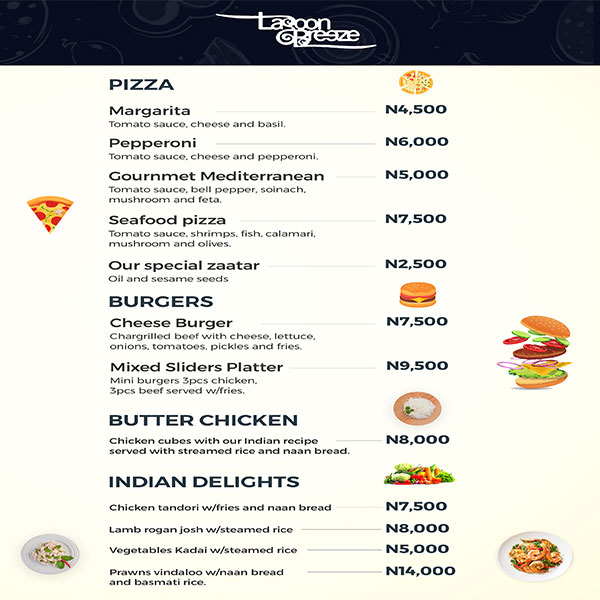 Lagoon
Breeze
PIZZA
Margarita N4,500
Tomato sauce, cheese and basil.
Pepperoni N6,000
Tomato sauce, cheese and pepperoni.
Gournmet Mediterranean N5,000
Tomato sauce, bell pepper, soinach,
mushroom and feta.
Seafood pizza N7,500
Tomato sauce, shrimps, fish, calamari,
mushroom and olives.
Our special zaatar N2,500
Oil and sesame seeds
BURGERS
Cheese Burger N7,500
Chargrilled beef with cheese, lettuce,
onions, tomatoes, pickles and fries.
Mixed Sliders Platter N9,500
Mini burgers 3pcs chicken,
3pcs beef served w/fries.
BUTTER CHICKEN
Chicken cubes with our Indian recipe N8,000
served with streamed rice and naan bread.
INDIAN DELIGHTS
Chicken tandori w/fries and naan bread N7,500
Lamb rogan josh w/steamed rice N8,000
Vegetables Kadai w/steamed rice N5,000
Prawns vindaloo w/naan bread N14,000
and basmati rice.